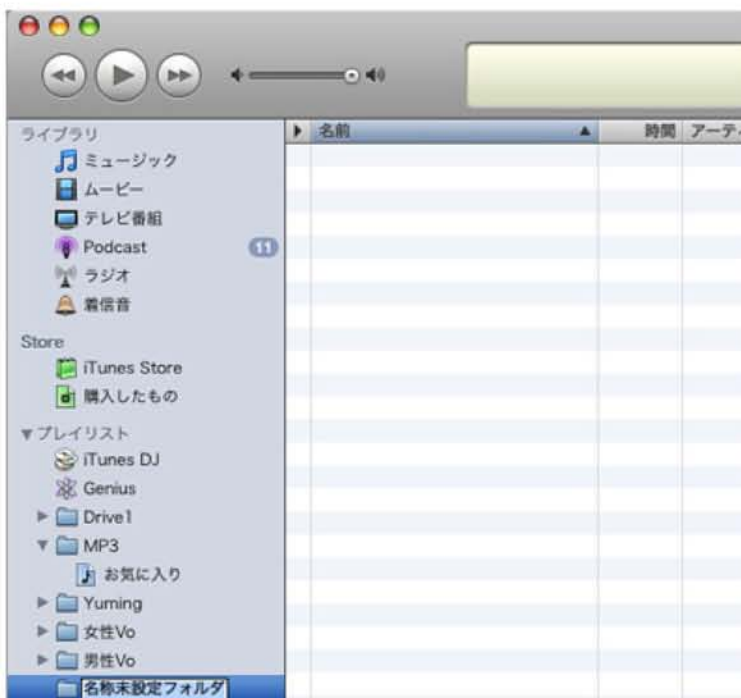 ライブラリ
ミュージック
ムービー
テレビ番組
Podcast 11
ラジオ
着信音
Store
iTunes Store
購入したもの
プレイリスト
iTunes DJ
Genius
Drive1
MP3
お気に入り
Yuming
女性Vo
男性Vo
名称未設定フォルダ
名前 時間 アーティ